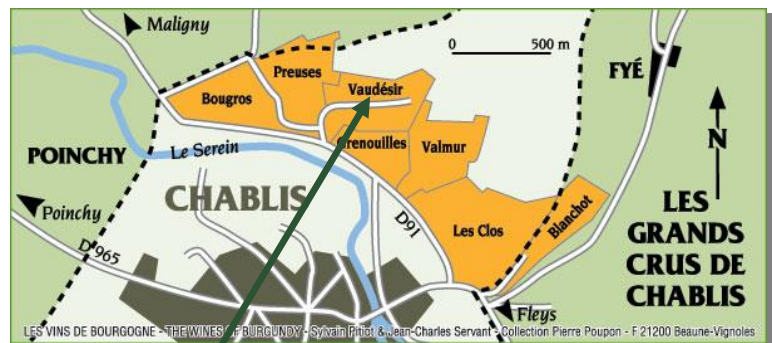 Maligny
0 500 m
FYÉ
Preuses
Vaudésir
Bougros
Grenouilles
Valmur
N
POINCHY
Le Serein
CHABLIS
Poinchy
D 965
D91
Les Clos
Blanchot
LES
GRANDS
CRUS DE
CHABLIS
Fleys
LES VINS DE BOURGOGNE - THE WINES OF BURGUNDY - Sylvain Pitiot & Jean-Charles Servant - Collection Pierre Poupon - F 21200 Beaune-Vignoles